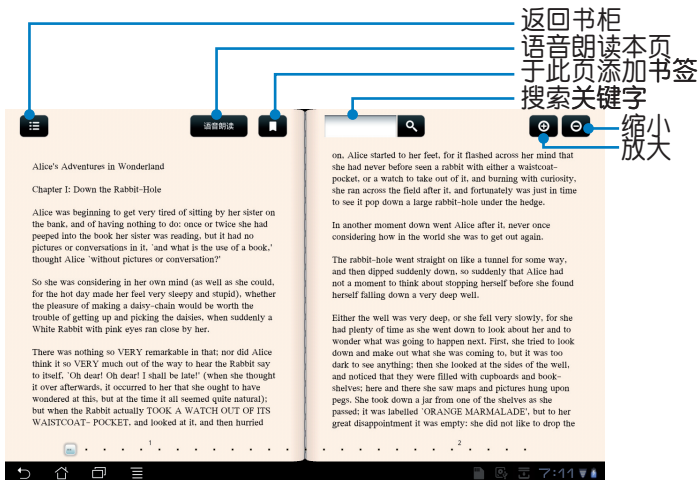 返回书柜
语音朗读本页
于此页添加书签
搜索关键字
缩小
放大
语音朗读
Alice's Adventures in Wonderland
Chapter I: Down the Rabbit-Hole
Alice was beginning to get very tired of sitting by her sister on
the bank, and of having nothing to do: once or twice she had
peeped into the book her sister was reading, but it had no
pictures or conversations in it, `and what is the use of a book,'
thought Alice `without pictures or conversation?'
So she was considering in her own mind (as well as she could,
for the hot day made her feel very sleepy and stupid), whether
the pleasure of making a daisy-chain would be worth the
trouble of getting up and picking the daisies, when suddenly a
White Rabbit with pink eyes ran close by her.
There was nothing so VERY remarkable in that; nor did Alice
think it so VERY much out of the way to hear the Rabbit say
to itself, `Oh dear! Oh dear! I shall be late!' (when she thought
it over afterwards, it occurred to her that she ought to have
wondered at this, but at the time it all seemed quite natural);
but when the Rabbit actually TOOK A WATCH OUT OF ITS
WAISTCOAT- POCKET, and looked at it, and then hurried
1
on, Alice started to her feet, for it flashed across her mind that
she had never before seen a rabbit with either a waistcoat-
pocket, or a watch to take out of it, and burning with curiosity,
she ran across the field after it, and fortunately was just in time
to see it pop down a large rabbit-hole under the hedge.
In another moment down went Alice after it, never once
considering how in the world she was to get out again.
The rabbit-hole went straight on like a tunnel for some way,
and then dipped suddenly down, so suddenly that Alice had
not a moment to think about stopping herself before she found
herself falling down a very deep well.
Either the well was very deep, or she fell very slowly, for she
had plenty of time as she went down to look about her and to
wonder what was going to happen next. First, she tried to look
down and make out what she was coming to, but it was too
dark to see anything; then she looked at the sides of the well,
and noticed that they were filled with cupboards and book-
shelves; here and there she saw maps and pictures hung upon
pegs. She took down a jar from one of the shelves as she
passed; it was labelled `ORANGE MARMALADE', but to her
great disappointment it was empty: she did not like to drop the
2
7:11